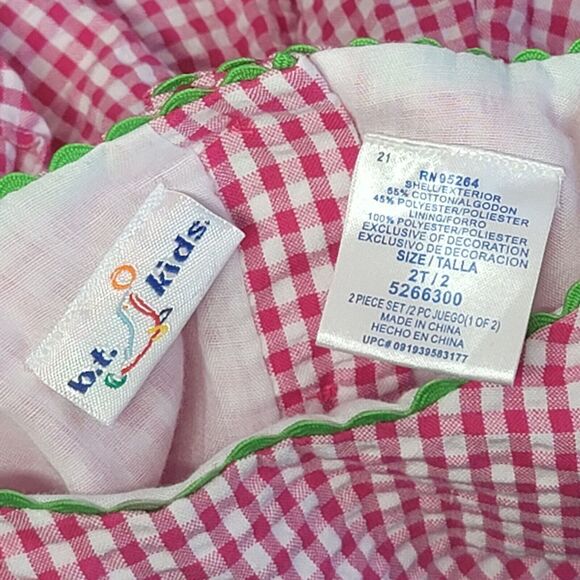 b.t. kids
21
RN95264
SHELL/EXTERIOR
55% COTTON/ALGODON
45% POLYESTER/POLIESTER
LINING/FORRO
100% POLYESTER/POLIESTER
EXCLUSIVE OF DECORATION
EXCLUSIVO DE DECORACION
SIZE / TALLA
2T / 2
5266300
2 PIECE SET/2 PC JUEGO(1 OF 2)
MADE IN CHINA
HECHO EN CHINA
UPC# 091939583177